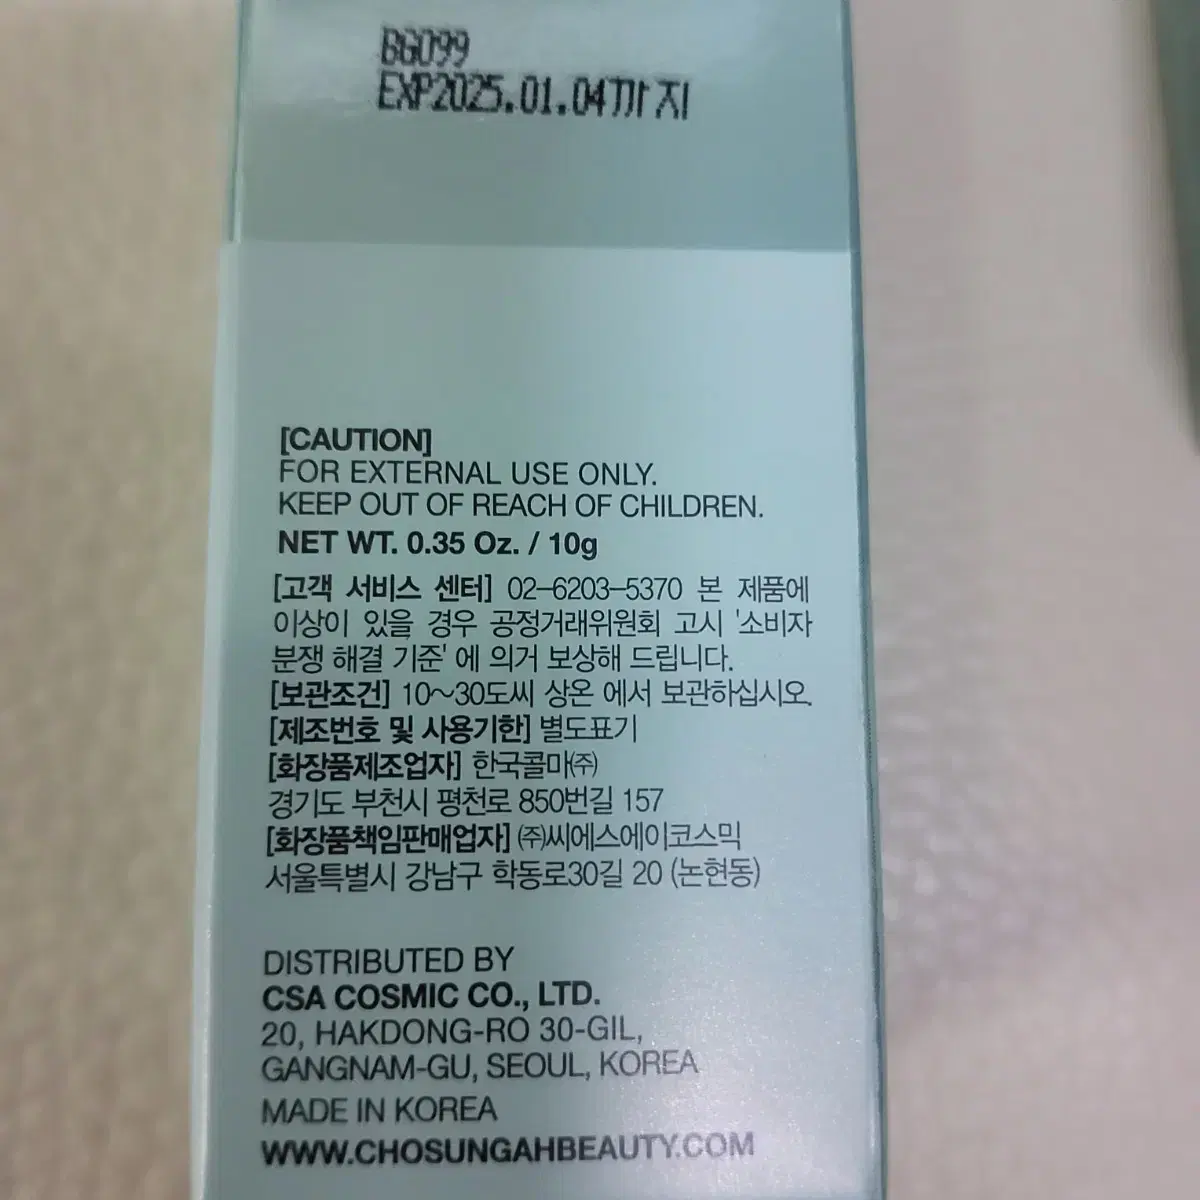 BG099
EXP2025.01.04까지
[CAUTION]
FOR EXTERNAL USE ONLY.
KEEP OUT OF REACH OF CHILDREN.
NET WT. 0.35 Oz. / 10g
[고객 서비스 센터] 02-6203-5370 본 제품에
이상이 있을 경우 공정거래위원회 고시 '소비자
분쟁 해결 기준' 에 의거 보상해 드립니다.
[보관조건] 10~30도씨 상온 에서 보관하십시오.
[제조번호 및 사용기한] 별도표기
[화장품제조업자] 한국콜마㈜
경기도 부천시 평천로 850번길 157
[화장품책임판매업자] ㈜씨에스에이코스믹
서울특별시 강남구 학동로30길 20 (논현동)
DISTRIBUTED BY
CSA COSMIC CO., LTD.
20, HAKDONG-RO 30-GIL,
GANGNAM-GU, SEOUL, KOREA
MADE IN KOREA
WWW.CHOSUNGAHBEAUTY.COM